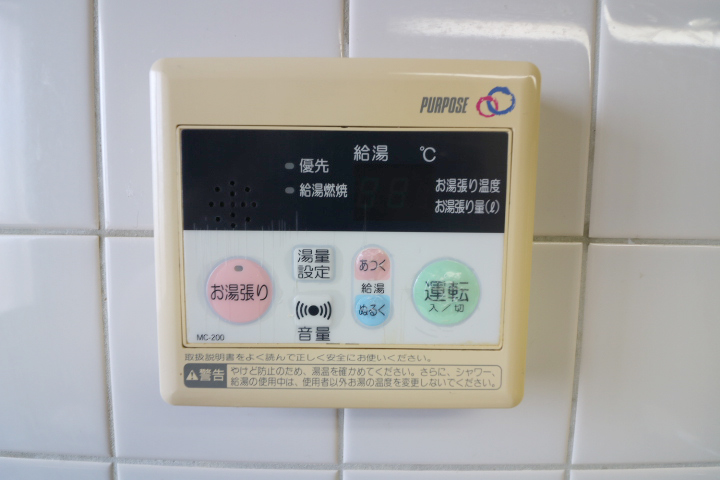 PURPOSE
給湯 ℃
優先
給湯燃焼
お湯張り温度
お湯張り量(ℓ)
お湯張り
湯量
設定
音量
あつく
給湯
ぬるく
運転
入/切
MC-200
取扱説明書をよく読んで正しく安全にお使いください。
警告
やけど防止のため、湯温を確かめてください。さらに、シャワー、
給湯の使用中は、使用者以外お湯の温度を変更しないでください。